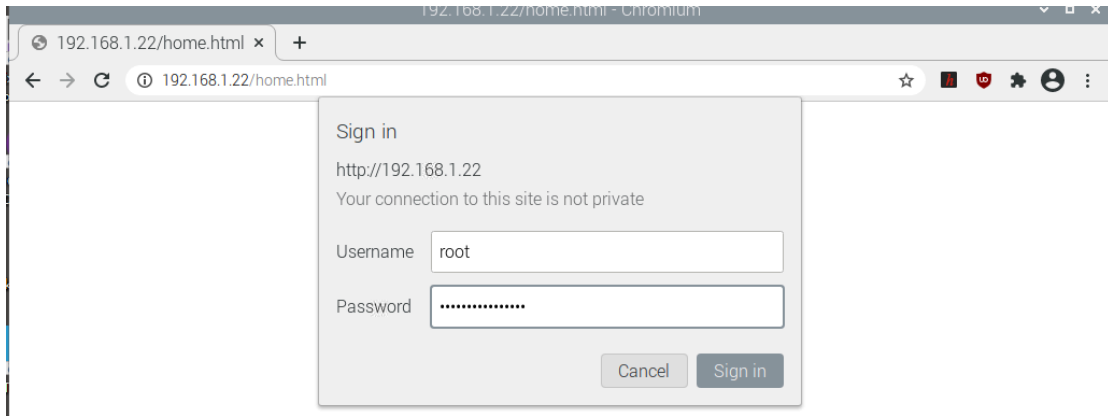 192.168.1.22/home.html - Chromium
192.168.1.22/home.html
192.168.1.22/home.html
Sign in
http://192.168.1.22
Your connection to this site is not private
Username root
Password ••••••••••••••••
Cancel Sign in